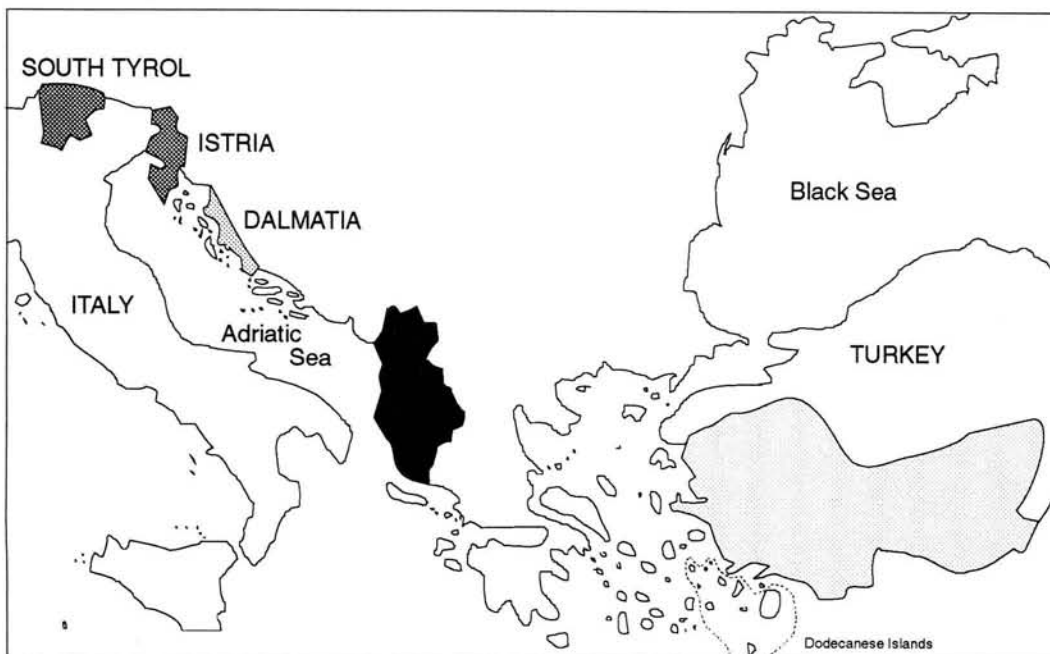 SOUTH TYROL
ISTRIA
DALMATIA
Black Sea
ITALY
Adriatic
Sea
TURKEY
Dodecanese Islands